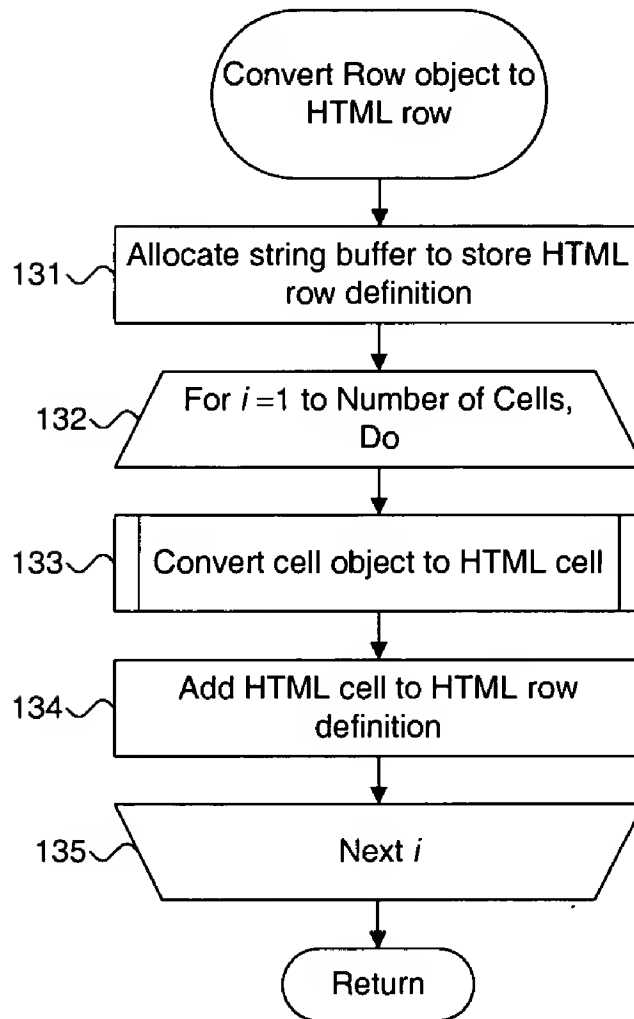 Convert Row object to
HTML row
131
Allocate string buffer to store HTML
row definition
132
For i =1 to Number of Cells,
Do
133
Convert cell object to HTML cell
134
Add HTML cell to HTML row
definition
135
Next i
Return